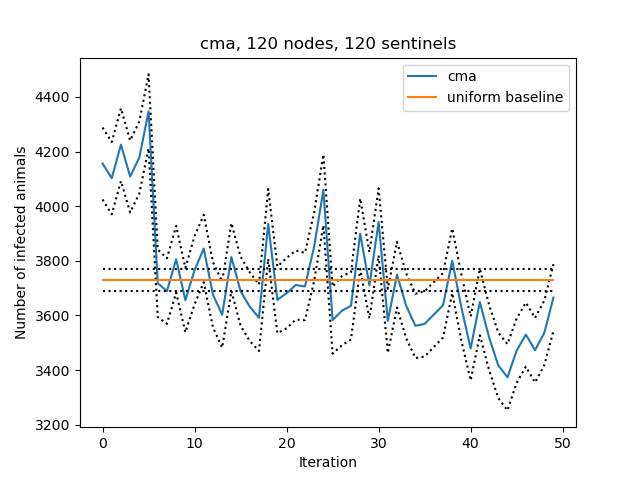 cma, 120 nodes, 120 sentinels
cma
uniform baseline
Number of infected animals
4400
4200
4000
3800
3600
3400
3200
0 10 20 30 40 50
Iteration